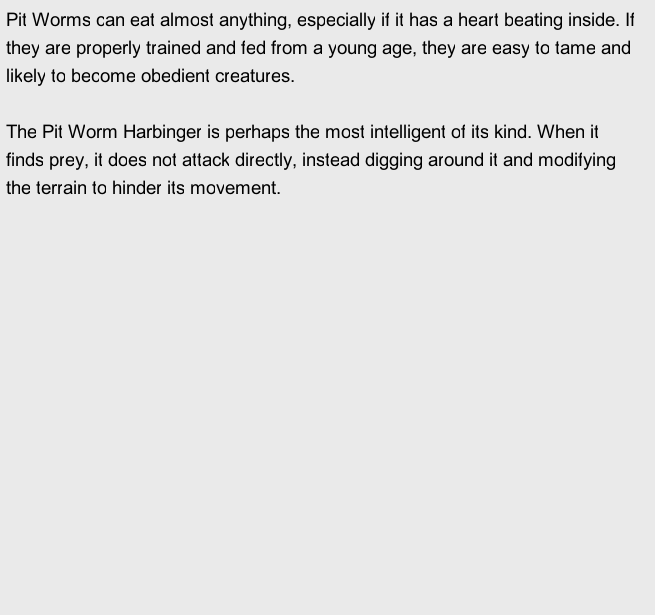 Pit Worms can eat almost anything, especially if it has a heart beating inside. If
they are properly trained and fed from a young age, they are easy to tame and
likely to become obedient creatures.
The Pit Worm Harbinger is perhaps the most intelligent of its kind. When it
finds prey, it does not attack directly, instead digging around it and modifying
the terrain to hinder its movement.